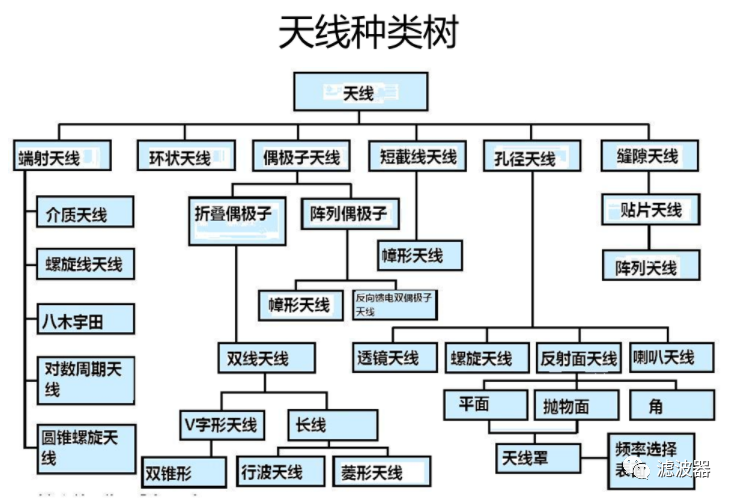 天线种类树
天线
端射天线
环状天线
偶极子天线
短截线天线
孔径天线
缝隙天线
介质天线
螺旋线天线
八木宇田
对数周期天
线
圆锥螺旋天
线
折叠偶极子
阵列偶极子
幛形天线
贴片天线
阵列天线
幛形天线
反向馈电双偶极子
天线
双线天线
透镜天线
螺旋天线
反射面天线
喇叭天线
V字形天线
长线
平面
抛物面
角
双锥形
行波天线
菱形天线
天线罩
频率选择
表
滤波器